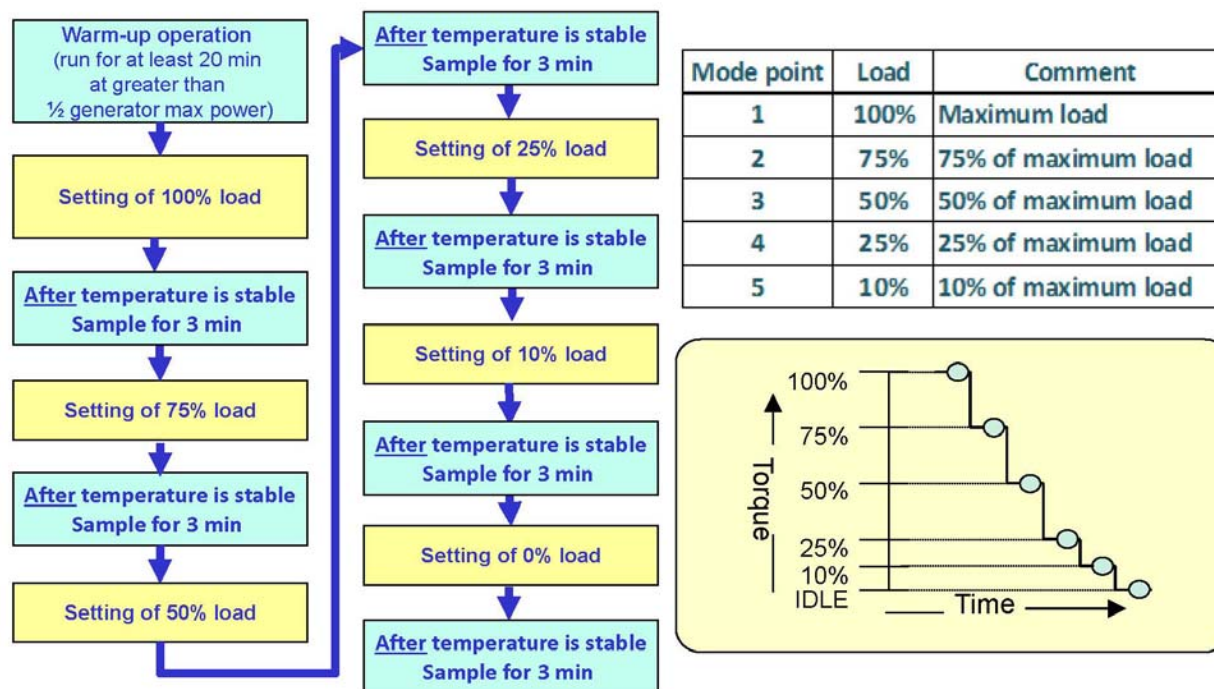 Warm-up operation
(run for at least 20 min
at greater than
½ generator max power)
Setting of 100% load
After temperature is stable
Sample for 3 min
Setting of 75% load
After temperature is stable
Sample for 3 min
Setting of 50% load
After temperature is stable
Sample for 3 min
Setting of 25% load
After temperature is stable
Sample for 3 min
Setting of 10% load
After temperature is stable
Sample for 3 min
Setting of 0% load
After temperature is stable
Sample for 3 min
Mode point Load Comment
1 100% Maximum load
2 75% 75% of maximum load
3 50% 50% of maximum load
4 25% 25% of maximum load
5 10% 10% of maximum load
100%
75%
50%
25%
10%
IDLE
Torque
Time